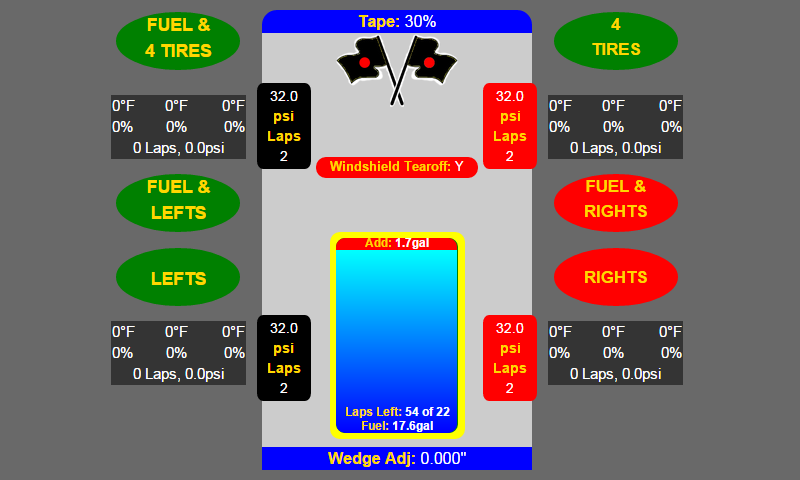 Tape: 30%
FUEL &
4 TIRES
4
TIRES
0°F 0°F 0°F
0% 0% 0%
0 Laps, 0.0psi
32.0
psi
Laps
2
32.0
psi
Laps
2
0°F 0°F 0°F
0% 0% 0%
0 Laps, 0.0psi
Windshield Tearoff: Y
FUEL &
LEFTS
FUEL &
RIGHTS
LEFTS
RIGHTS
Add: 1.7gal
0°F 0°F 0°F
0% 0% 0%
0 Laps, 0.0psi
32.0
psi
Laps
2
32.0
psi
Laps
2
0°F 0°F 0°F
0% 0% 0%
0 Laps, 0.0psi
Laps Left: 54 of 22
Fuel: 17.6gal
Wedge Adj: 0.000"